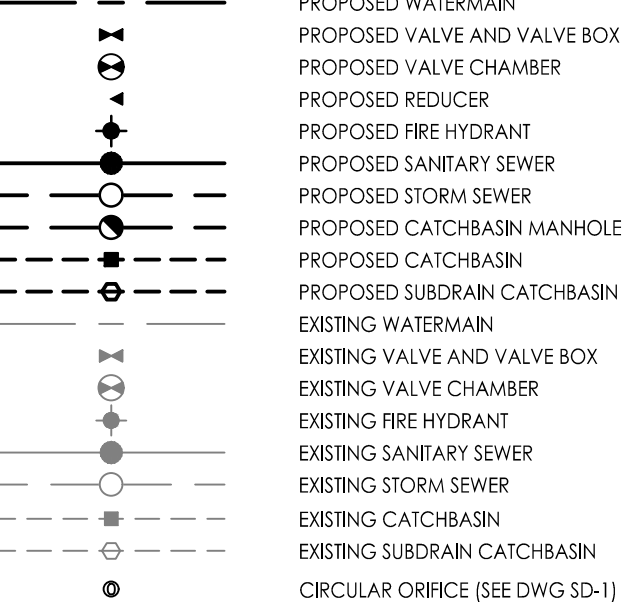 PROPOSED WATERMAIN
PROPOSED VALVE AND VALVE BOX
PROPOSED VALVE CHAMBER
PROPOSED REDUCER
PROPOSED FIRE HYDRANT
PROPOSED SANITARY SEWER
PROPOSED STORM SEWER
PROPOSED CATCHBASIN MANHOLE
PROPOSED CATCHBASIN
PROPOSED SUBDRAIN CATCHBASIN
EXISTING WATERMAIN
EXISTING VALVE AND VALVE BOX
EXISTING VALVE CHAMBER
EXISTING FIRE HYDRANT
EXISTING SANITARY SEWER
EXISTING STORM SEWER
EXISTING CATCHBASIN
EXISTING SUBDRAIN CATCHBASIN
CIRCULAR ORIFICE (SEE DWG SD-1)